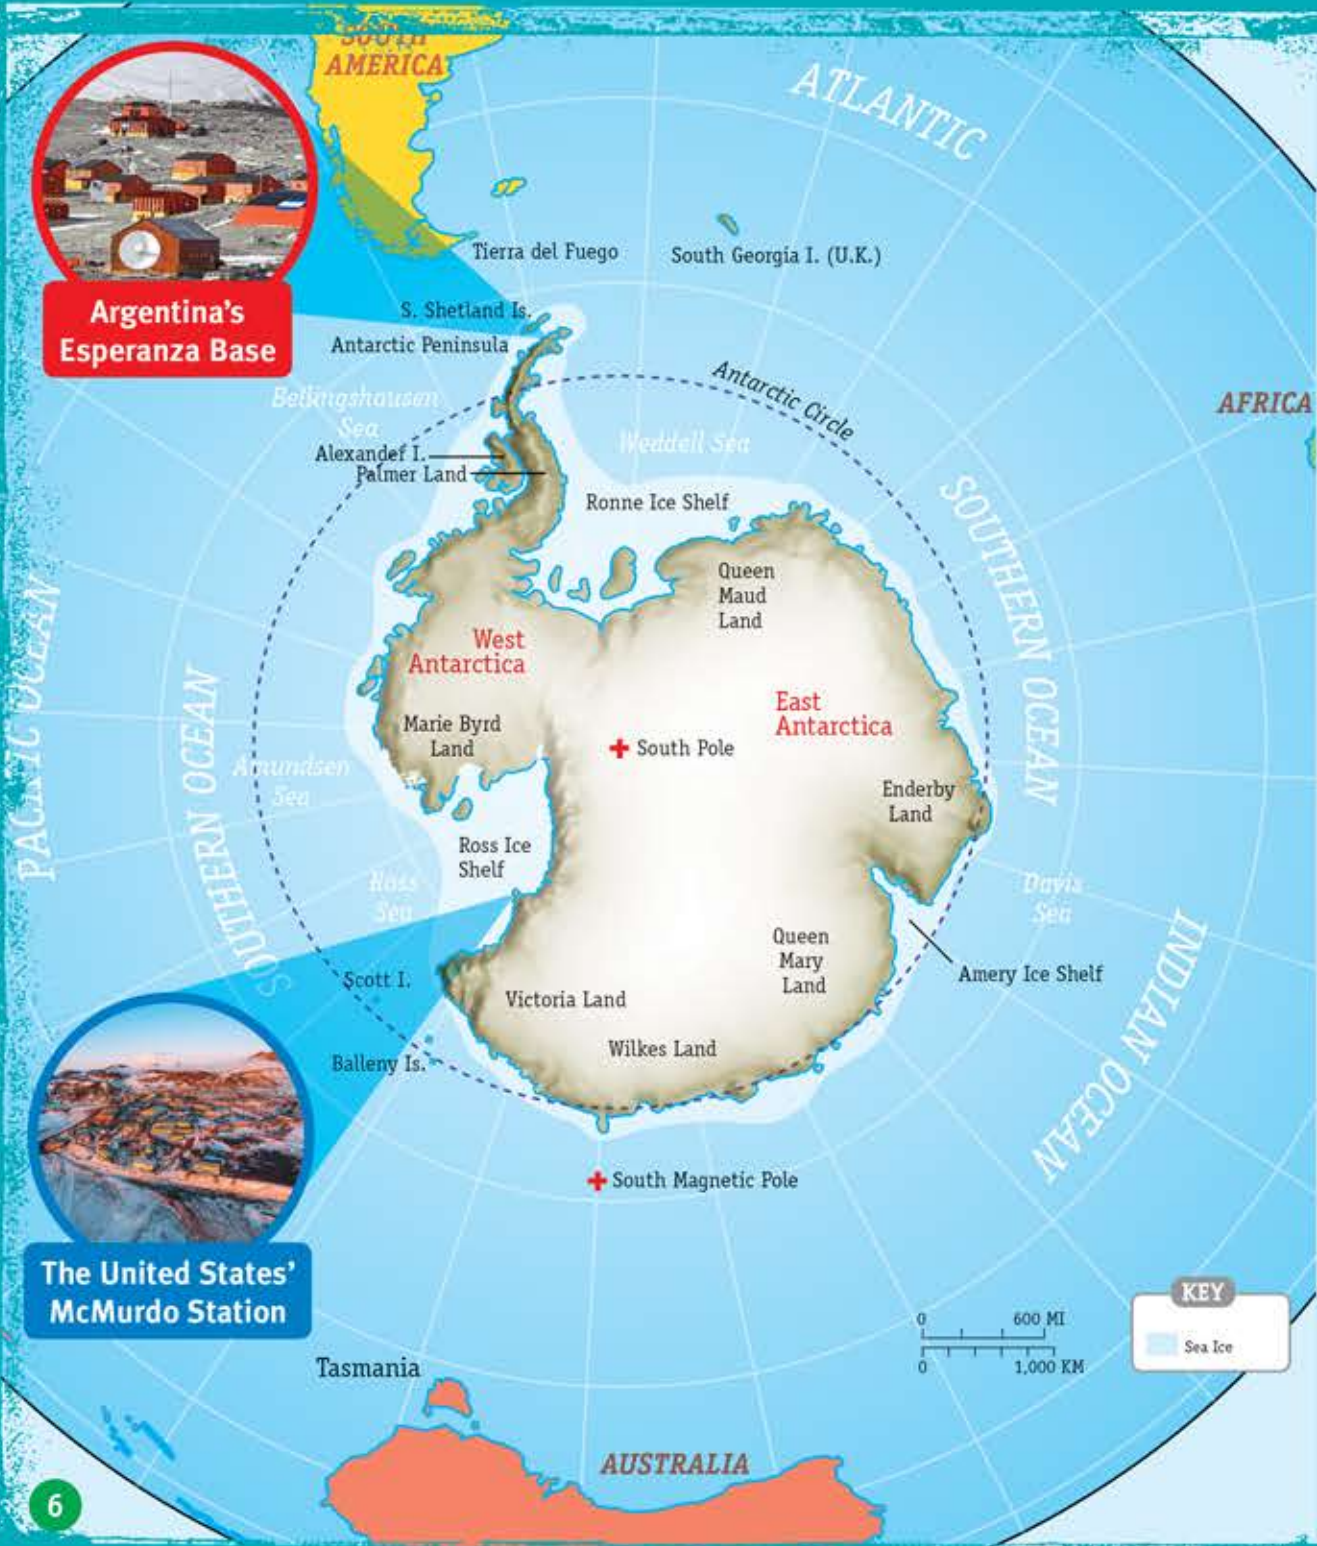 SOUTH
AMERICA
ATLANTIC
Argentina's
Esperanza Base
Tierra del Fuego
South Georgia I. (U.K.)
S. Shetland Is.
Antarctic Peninsula
Antarctic Circle
Bellingshausen
Sea
AFRICA
Weddell Sea
Alexandef I.
Palmer Land
Ronne Ice Shelf
SOUTHERN OCEAN
Queen
Maud
Land
West
Antarctica
East
Antarctica
Marie Byrd
Land
South Pole
PACIFIC OCEAN
SOUTHERN OCEAN
Amundsen
Sea
Enderby
Land
Ross Ice
Shelf
Ross
Sea
Davis
Sea
Queen
Mary
Land
Amery Ice Shelf
INDIAN OCEAN
Scott I.
Victoria Land
Wilkes Land
Balleny Is.
South Magnetic Pole
The United States'
McMurdo Station
KEY
Sea Ice
0 600 MI
0 1,000 KM
Tasmania
AUSTRALIA
6